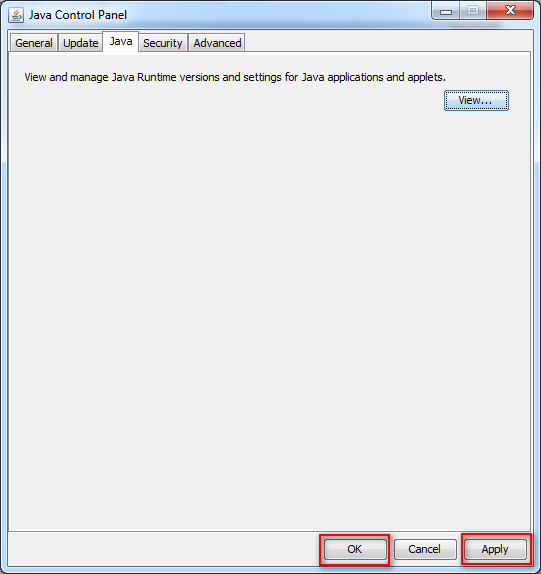 Java Control Panel
General Update Java Security Advanced
View and manage Java Runtime versions and settings for Java applications and applets.
View...
OK Cancel Apply